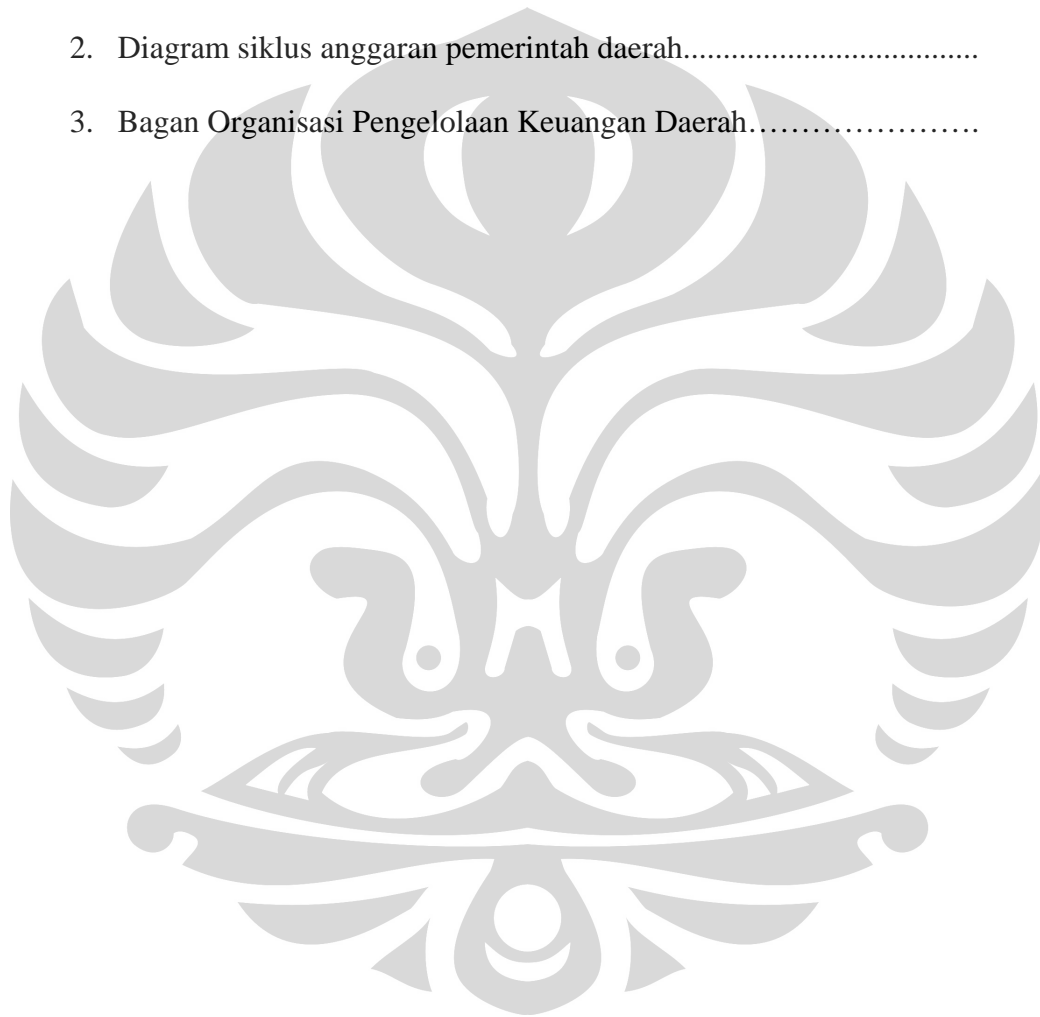 2. Diagram siklus anggaran pemerintah daerah................................
3. Bagan Organisasi Pengelolaan Keuangan Daerah………………….